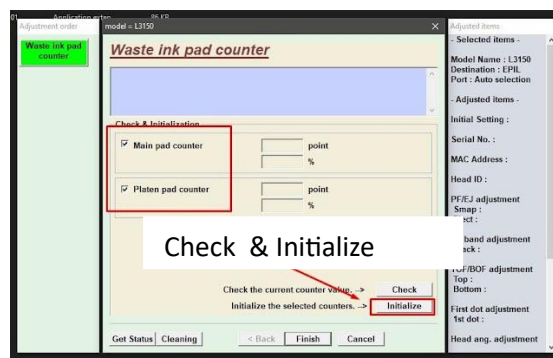 Application exten 86 KB
Adjustment order
model = L3150
Adjusted items
Waste ink pad
counter
Waste ink pad counter
Check & Initialization
Main pad counter
point
%
Platen pad counter
point
%
Check & Initialize
Check the current counter value. -->
Check
Initialize the selected counters. -->
Initialize
Get Status
Cleaning
< Back
Finish
Cancel
- Selected items -
Model Name : L3150
Destination : EPIL
Port : Auto selection
- Adjusted items -
Initial Setting :
Serial No. :
MAC Address :
Head ID :
PF/EJ adjustment
Smap :
ect :
band adjustment
ack :
TOF/BOF adjustment
Top :
Bottom :
First dot adjustment
1st dot :
Head ang. adjustment